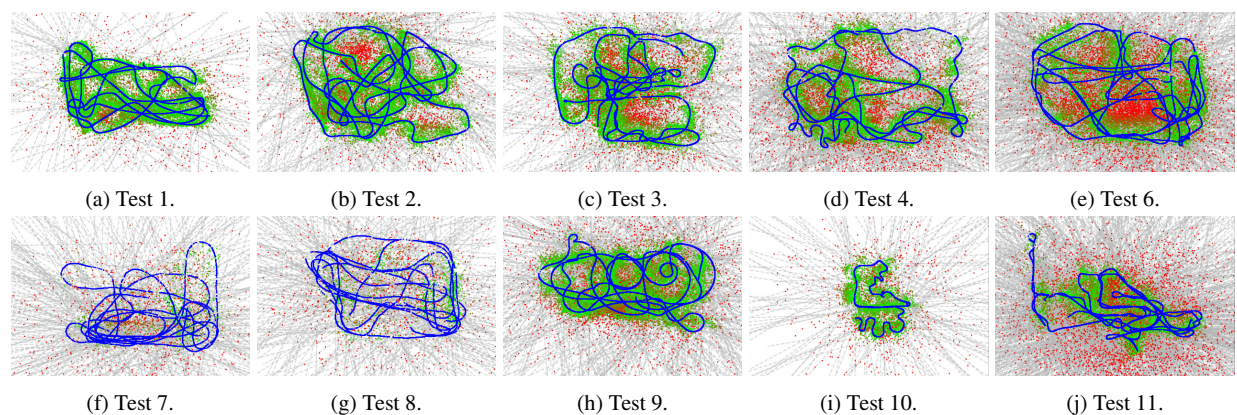 (a) Test 1. (b) Test 2. (c) Test 3. (d) Test 4. (e) Test 6.
(f) Test 7. (g) Test 8. (h) Test 9. (i) Test 10. (j) Test 11.